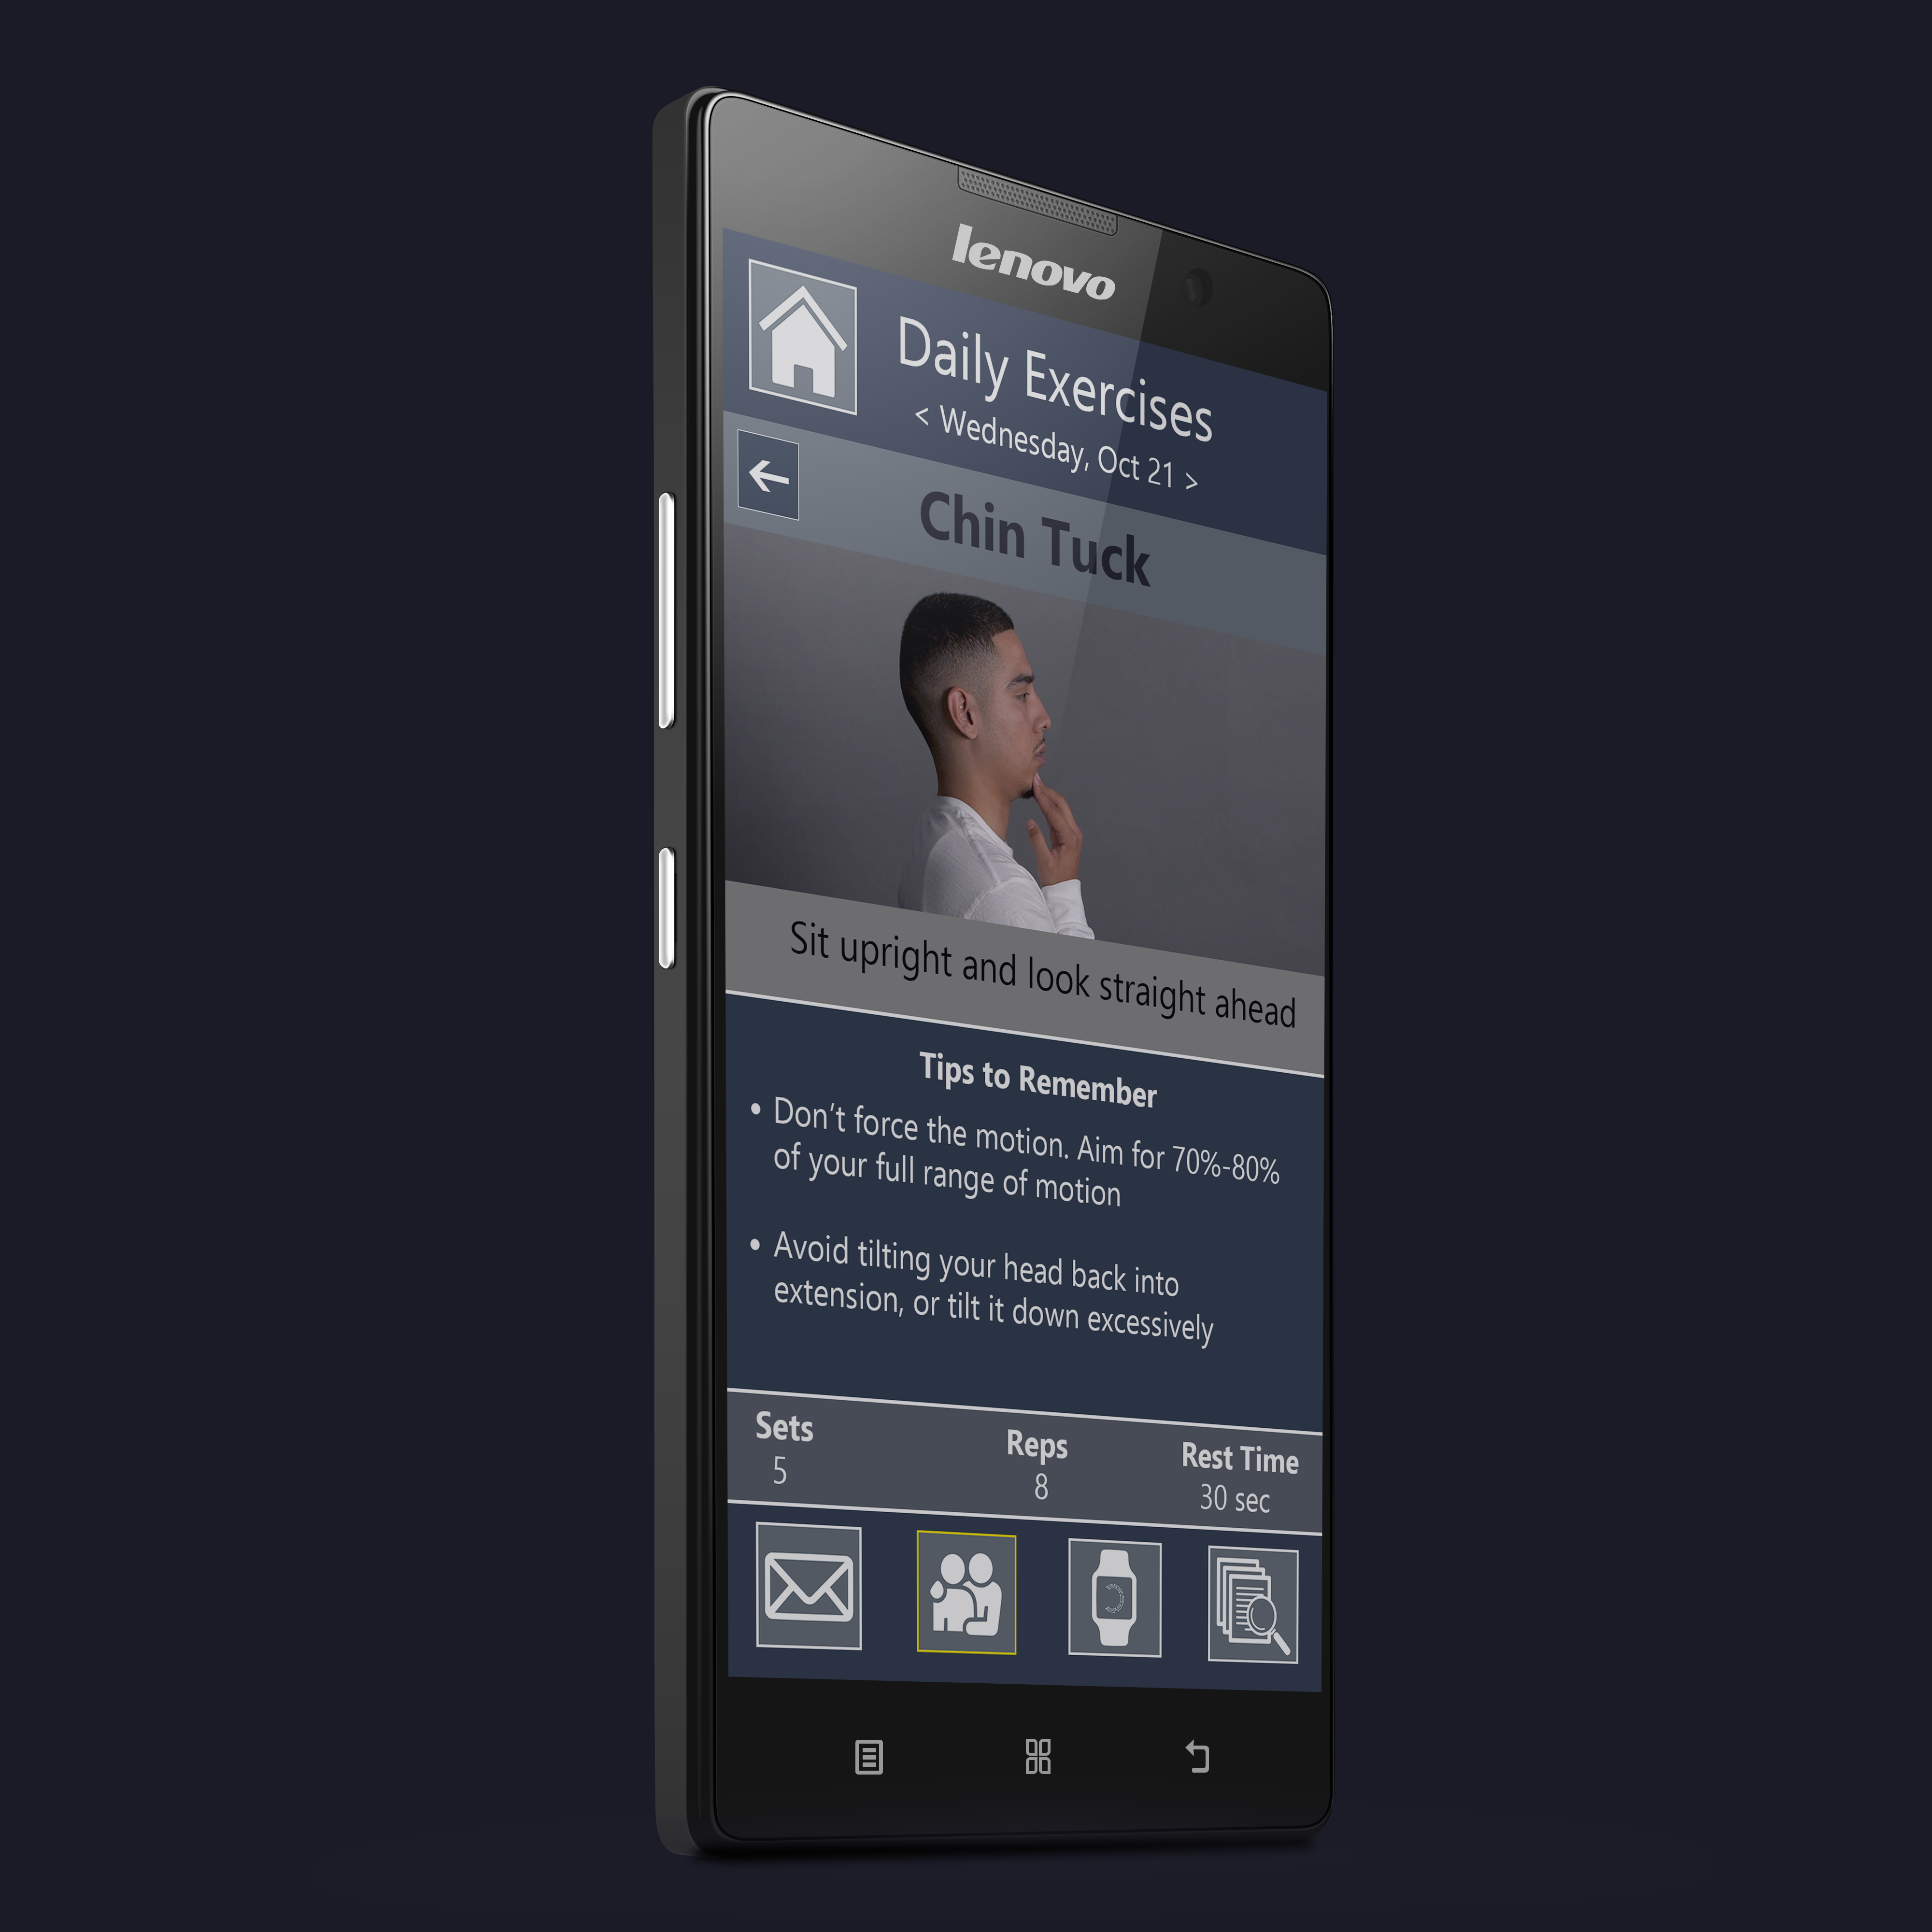 lenovo
Daily Exercises
< Wednesday, Oct 21 >
Chin Tuck
Sit upright and look straight ahead
Tips to Remember
• Don’t force the motion. Aim for 70%-80%
of your full range of motion
• Avoid tilting your head back into
extension, or tilt it down excessively
Sets
5
Reps
8
Rest Time
30 sec